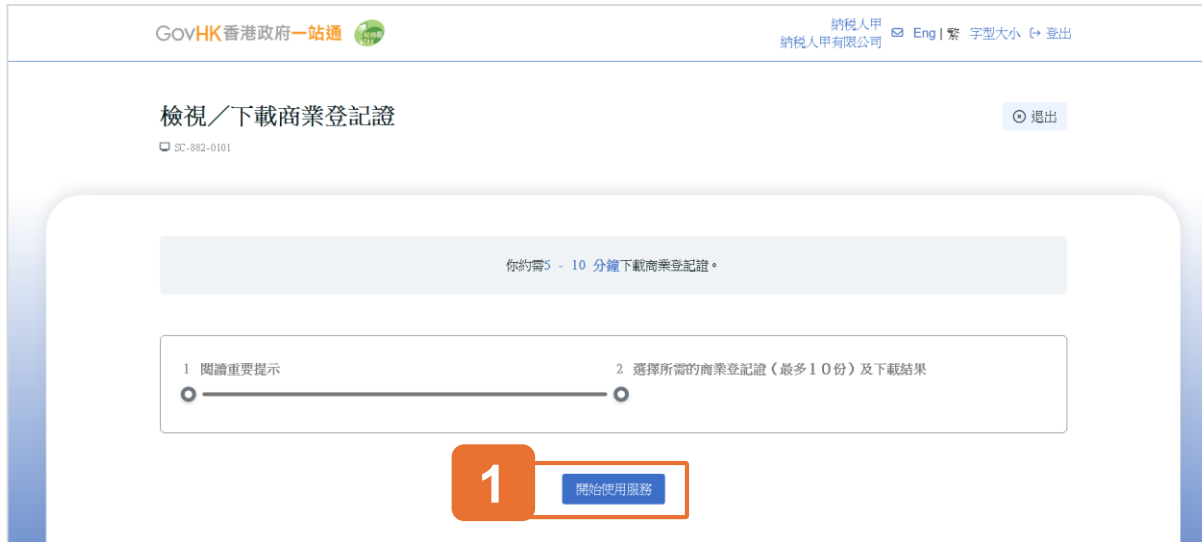 GovHK香港政府一站通
納稅人甲
納稅人甲有限公司
Eng | 繁 字型大小 登出
檢視／下載商業登記證
退出
SC-882-0101
你約需5 - 10 分鐘下載商業登記證。
1 閱讀重要提示
2 選擇所需的商業登記證（最多１０份）及下載結果
1
開始使用服務